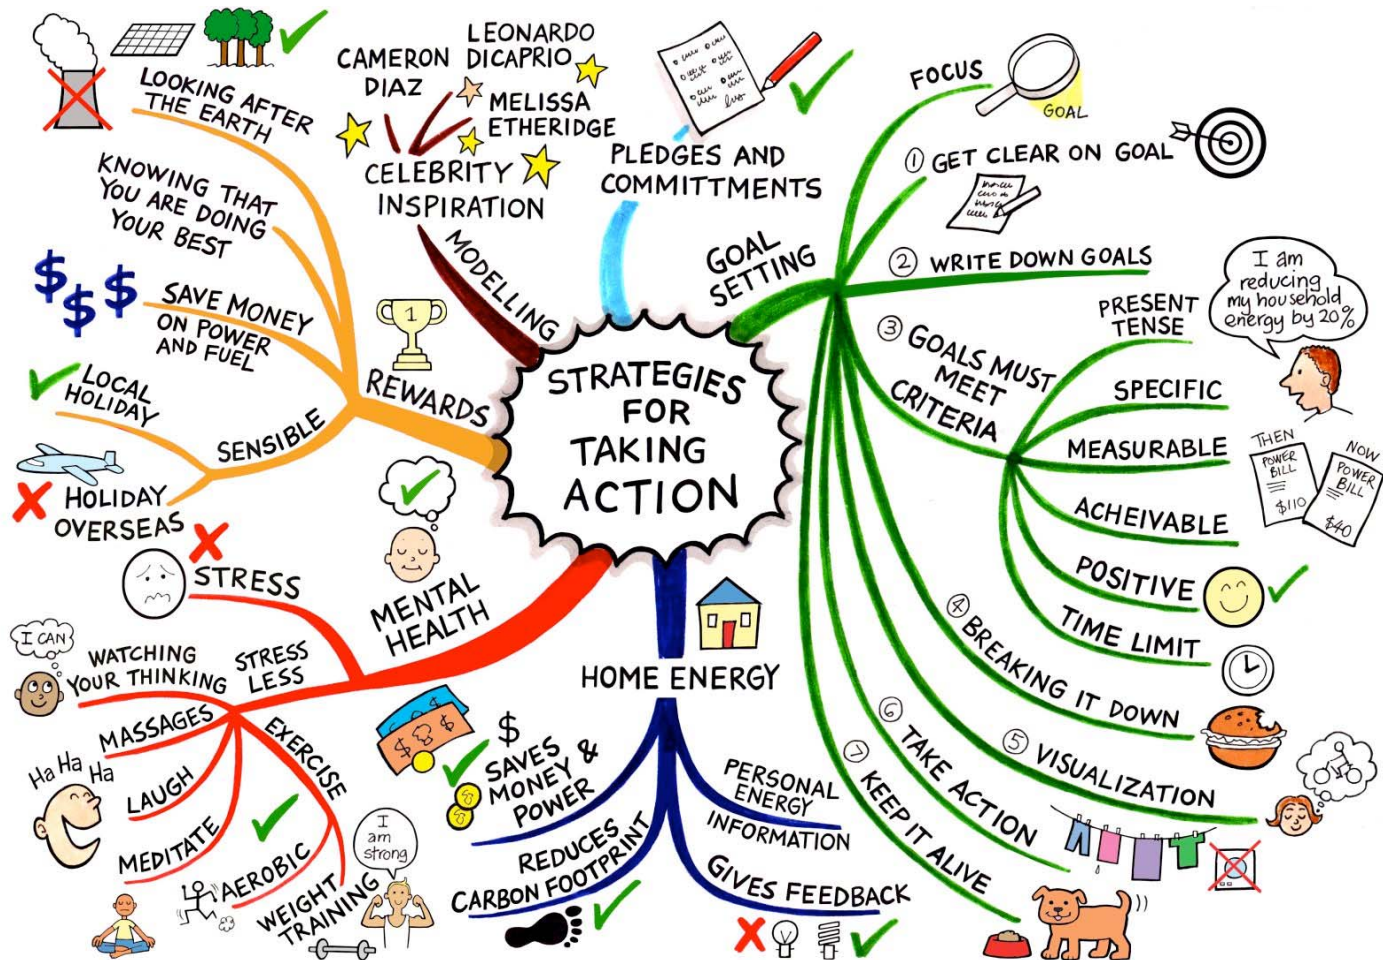 STRATEGIES
FOR
TAKING
ACTION
GOAL
SETTING
FOCUS
GOAL
① GET CLEAR ON GOAL
② WRITE DOWN GOALS
③ GOALS MUST
MEET
CRITERIA
PRESENT
TENSE
I am
reducing
my household
energy by 20%
SPECIFIC
MEASURABLE
THEN
POWER
BILL
$110
NOW
POWER
BILL
$40
ACHEIVABLE
POSITIVE
TIME LIMIT
④ BREAKING IT DOWN
⑤ VISUALIZATION
⑥ TAKE ACTION
⑦ KEEP IT ALIVE
HOME ENERGY
PERSONAL
ENERGY
INFORMATION
GIVES FEEDBACK
REDUCES
CARBON FOOTPRINT
$
SAVES
MONEY &
POWER
$ $
MENTAL
HEALTH
STRESS
STRESS
LESS
WATCHING
YOUR THINKING
I CAN
MASSAGES
LAUGH
Ha Ha Ha
MEDITATE
EXERCISE
AEROBIC
WEIGHT
TRAINING
I
am
strong
REWARDS
1
SENSIBLE
LOCAL
HOLIDAY
HOLIDAY
OVERSEAS
SAVE MONEY
ON POWER
AND FUEL
$ $ $
KNOWING THAT
YOU ARE DOING
YOUR BEST
LOOKING AFTER
THE EARTH
MODELLING
CELEBRITY
INSPIRATION
CAMERON
DIAZ
LEONARDO
DICAPRIO
MELISSA
ETHERIDGE
PLEDGES AND
COMMITTMENTS